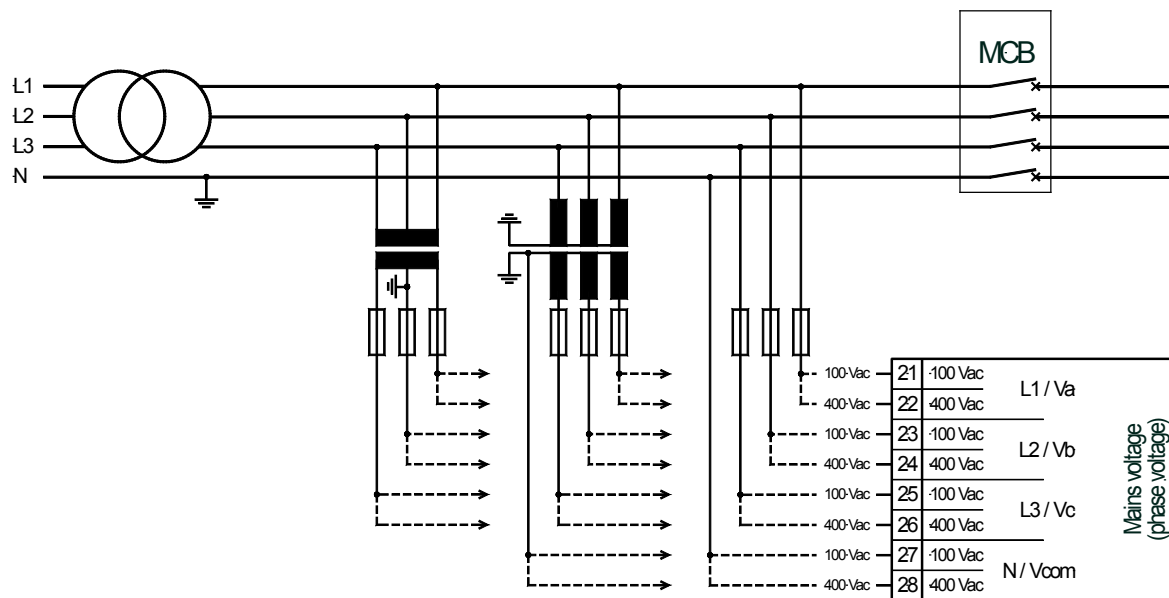 MCB
L1
L2
L3
N
100 Vac 21 100 Vac
L1 / Va
400 Vac 22 400 Vac
100 Vac 23 100 Vac
L2 / Vb
400 Vac 24 400 Vac
100 Vac 25 100 Vac
L3 / Vc
400 Vac 26 400 Vac
100 Vac 27 100 Vac
N / Vcom
400 Vac 28 400 Vac
Mains voltage
(phase voltage)